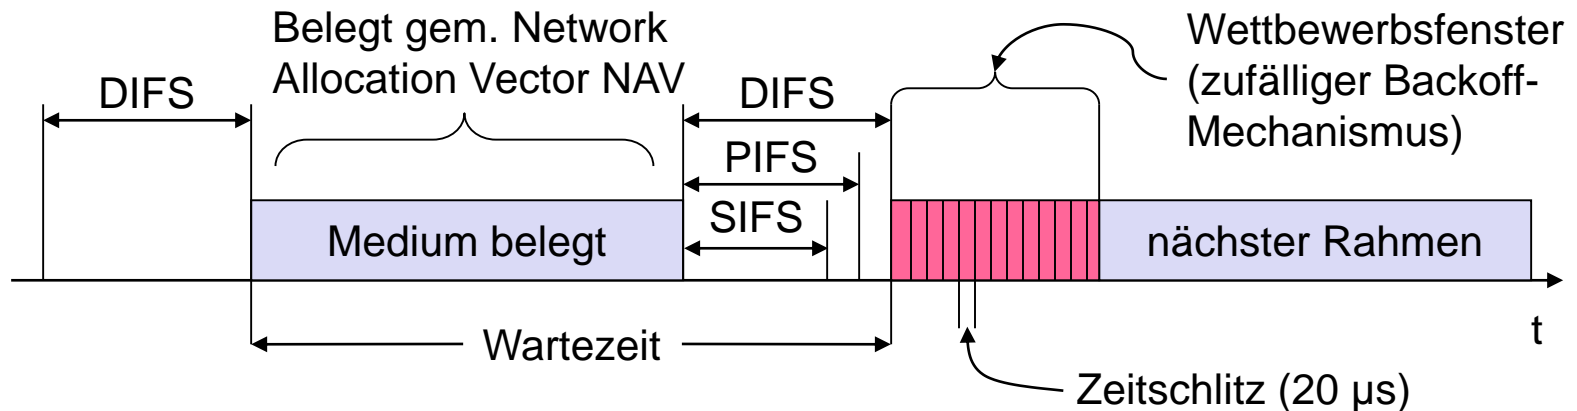 Belegt gem. Network
Allocation Vector NAV
Wettbewerbsfenster
(zufälliger Backoff-
Mechanismus)
DIFS
DIFS
PIFS
SIFS
Medium belegt
nächster Rahmen
t
Wartezeit
Zeitschlitz (20 µs)